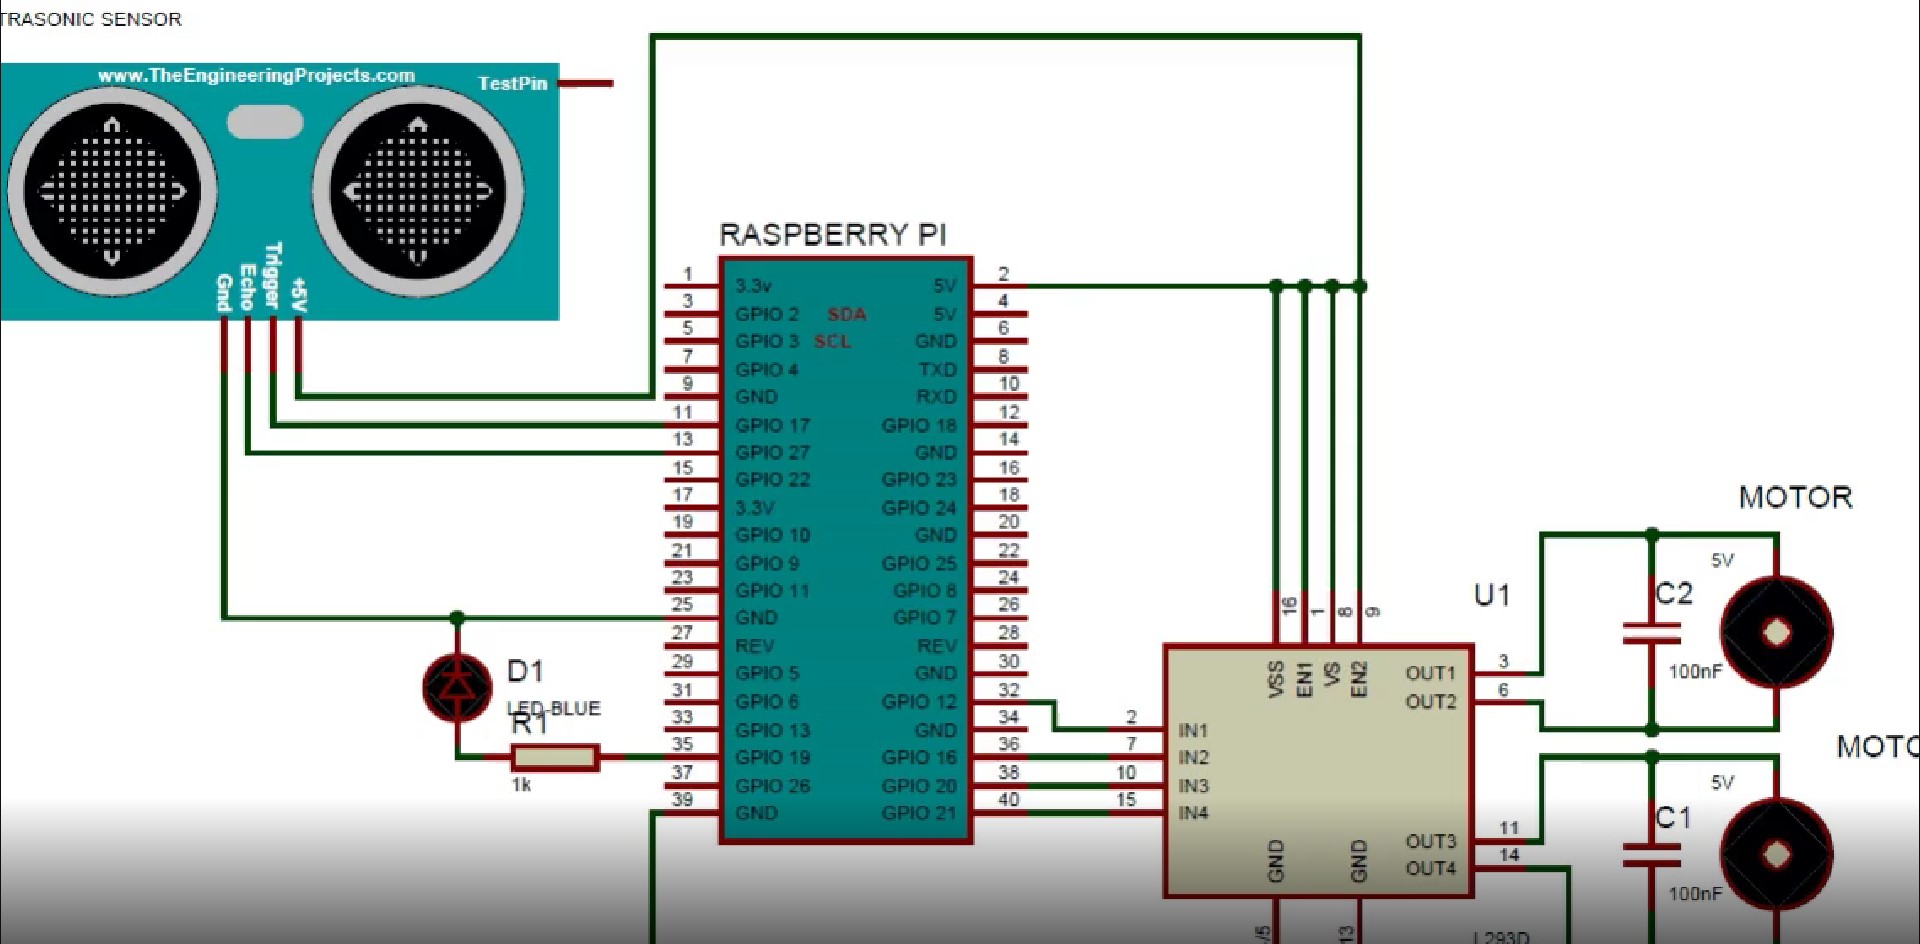 TRASONIC SENSOR
www.TheEngineeringProjects.com
TestPin
Gnd
Echo
Trigger
+5V
RASPBERRY PI
1 3.3v 5V 2
3 GPIO 2 SDA 5V 4
5 GPIO 3 SCL GND 6
7 GPIO 4 TXD 8
9 GND RXD 10
11 GPIO 17 GPIO 18 12
13 GPIO 27 GND 14
15 GPIO 22 GPIO 23 16
17 3.3V GPIO 24 18
19 GPIO 10 GND 20
21 GPIO 9 GPIO 25 22
23 GPIO 11 GPIO 8 24
25 GND GPIO 7 26
27 REV REV 28
29 GPIO 5 GND 30
31 GPIO 6 GPIO 12 32
33 GPIO 13 GND 34
35 GPIO 19 GPIO 16 36
37 GPIO 26 GPIO 20 38
39 GND GPIO 21 40
D1
LED-BLUE
R1
1k
U1
16 1 8 9
VSS EN1 VS EN2
2 IN1
7 IN2
10 IN3
15 IN4
OUT1 3
OUT2 6
OUT3 11
OUT4 14
GND GND
/5 13
L293D
MOTOR
5V
C2
100nF
MOTO
5V
C1
100nF